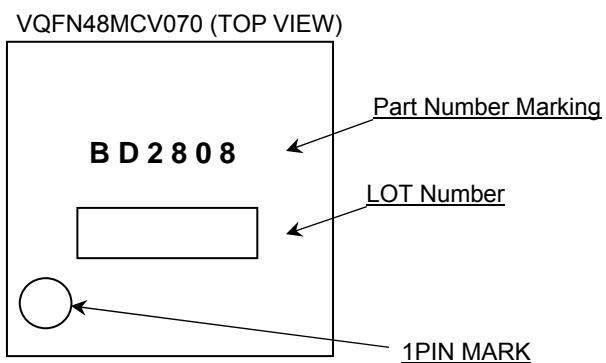 VQFN48MCV070 (TOP VIEW)
Part Number Marking
BD2808
LOT Number
1PIN MARK